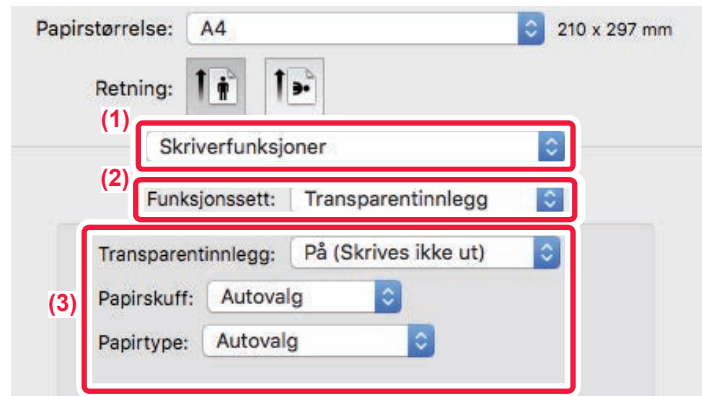 Papirstørrelse: A4 210 x 297 mm
Retning:
(1)
Skriverfunksjoner
(2)
Funksjonssett: Transparentinnlegg
(3)
Transparentinnlegg: På (Skrives ikke ut)
Papirskuff: Autovalg
Papirtype: Autovalg